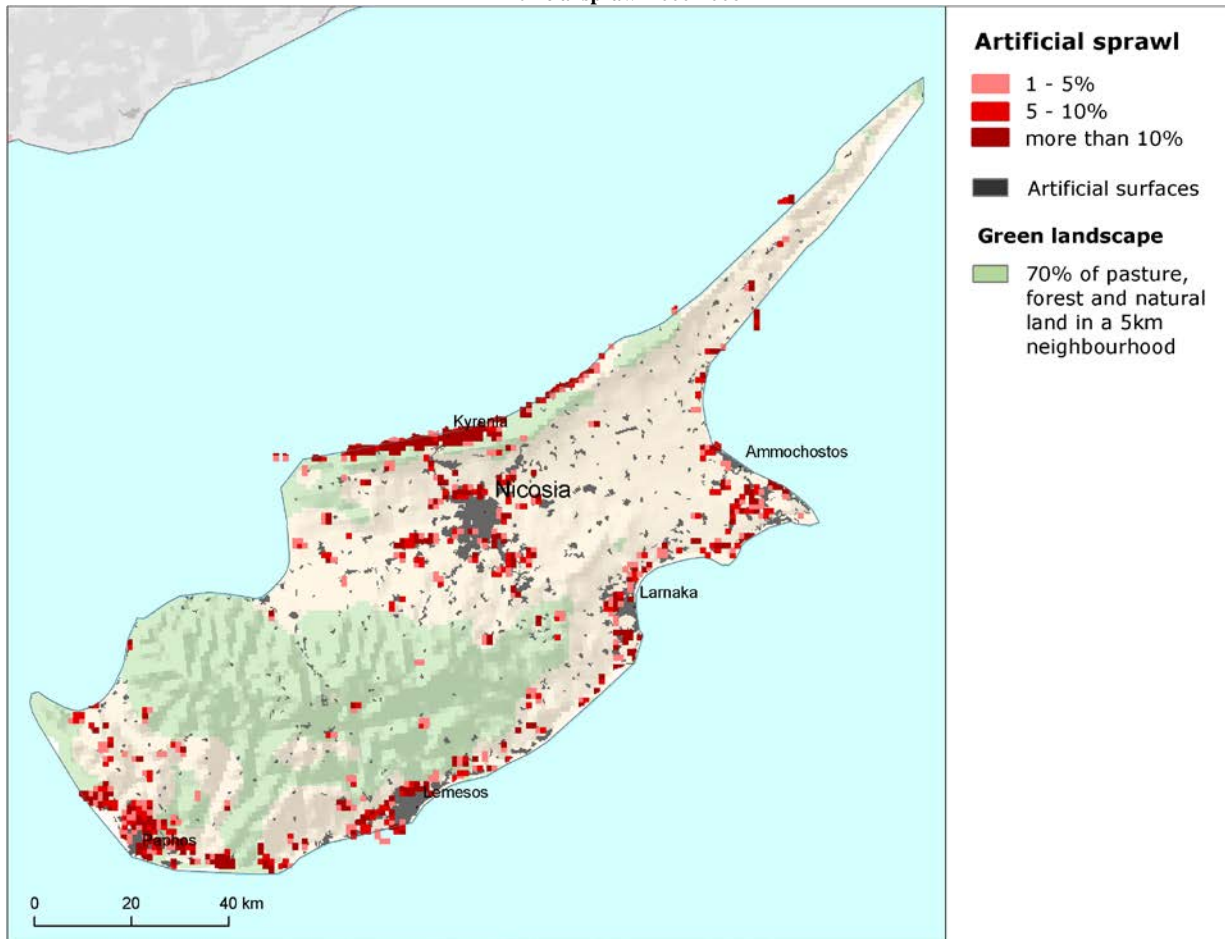 Artificial sprawl
1 - 5%
5 - 10%
more than 10%
Artificial surfaces
Green landscape
70% of pasture,
forest and natural
land in a 5km
neighbourhood
Kyrenia
Ammochostos
Nicosia
Larnaka
Lemesos
Paphos
0 20 40 km